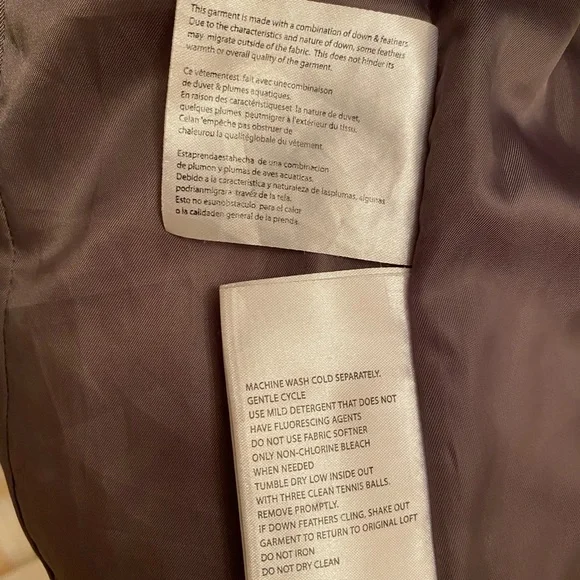 This garment is made with a combination of down & feathers.
Due to the characteristics and nature of down, some feathers
may migrate outside of the fabric. This does not hinder its
warmth or overall quality of the garment.
Ce vêtementest fait avec unecombinaison
de duvet & plumes aquatiques.
En raison des caractéristiqueset la nature de duvet,
quelques plumes peutmigrer à l'extérieur du tissu.
Celan 'empêche pas obstruer de
chaleurou la qualitéglobale du vêtement.
Estaprendaestahecha de una combinación
de plumon y plumas de aves acuaticas.
Debido a la característica y naturaleza de lasplumas, algunas
podrianmigrara travéz de la tela.
Esto no esunobstaculo para el calor
o la calidaden general de la prenda.
MACHINE WASH COLD SEPARATELY.
GENTLE CYCLE
USE MILD DETERGENT THAT DOES NOT
HAVE FLUORESCING AGENTS
DO NOT USE FABRIC SOFTNER
ONLY NON-CHLORINE BLEACH
WHEN NEEDED
TUMBLE DRY LOW INSIDE OUT
WITH THREE CLEAN TENNIS BALLS.
REMOVE PROMPTLY.
IF DOWN FEATHERS CLING, SHAKE OUT
GARMENT TO RETURN TO ORIGINAL LOFT
DO NOT IRON
DO NOT DRY CLEAN